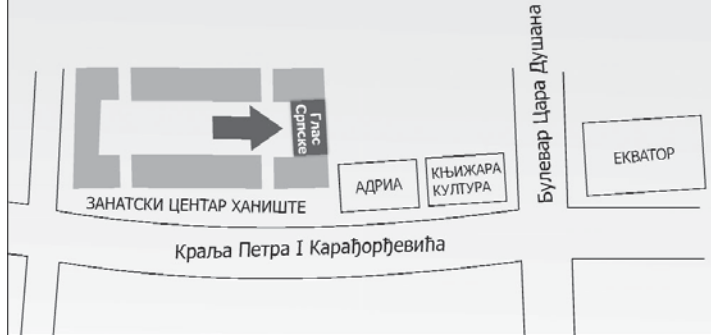 Глас
Српске
Булевар Цара Душана
ЕКВАТОР
АДРИА
КЊИЖАРА
КУЛТУРА
ЗАНАТСКИ ЦЕНТАР ХАНИШТЕ
Краља Петра I Карађорђевића